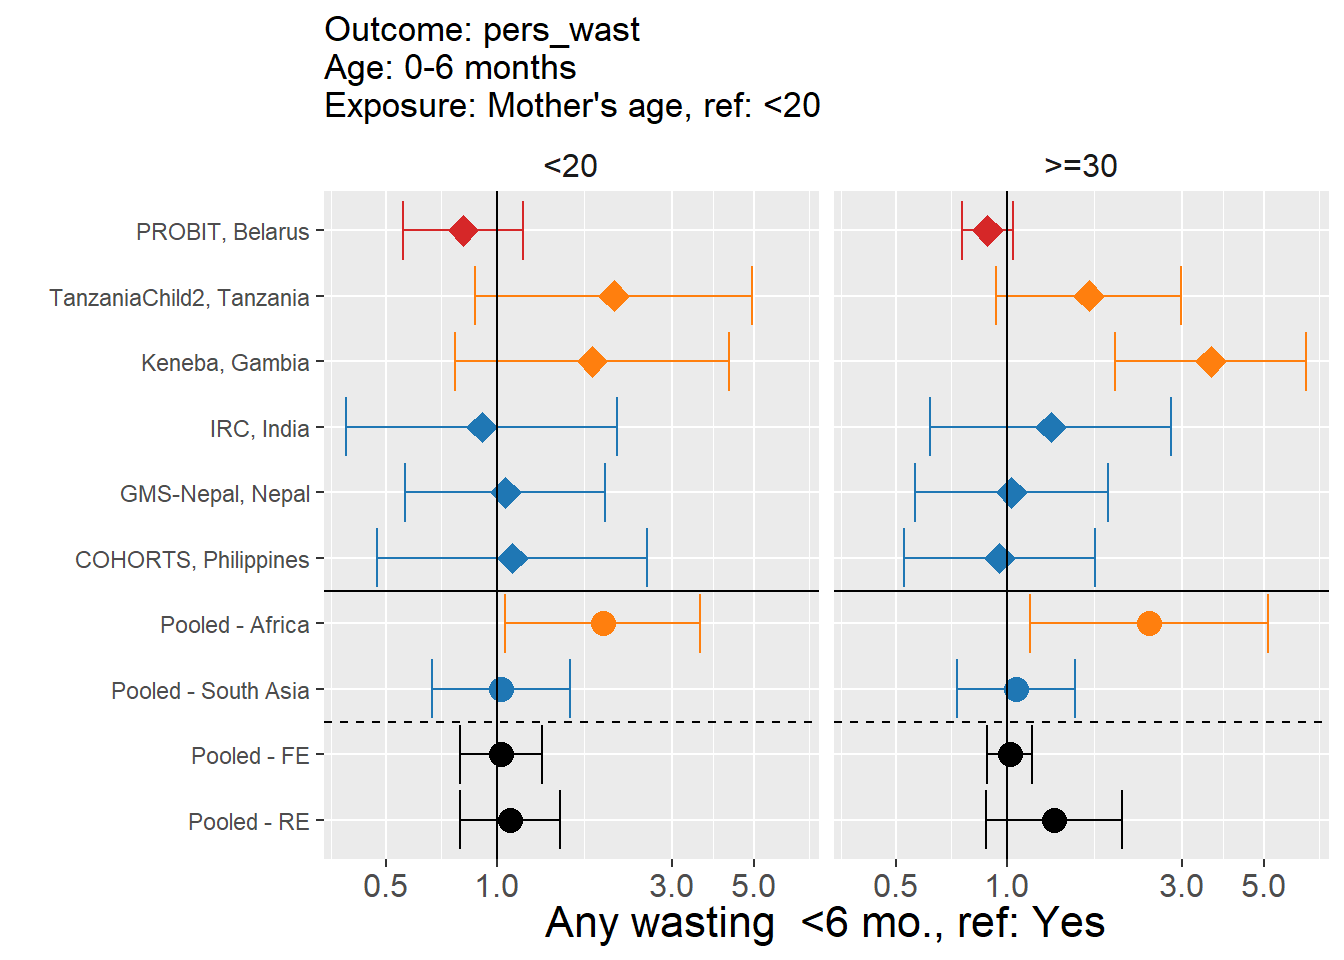 Outcome: pers_wast
Age: 0-6 months
Exposure: Mother's age, ref: <20
<20
>=30
PROBIT, Belarus
TanzaniaChild2, Tanzania
Keneba, Gambia
IRC, India
GMS-Nepal, Nepal
COHORTS, Philippines
Pooled - Africa
Pooled - South Asia
Pooled - FE
Pooled - RE
0.5 1.0 3.0 5.0
0.5 1.0 3.0 5.0
Any wasting  <6 mo., ref: Yes